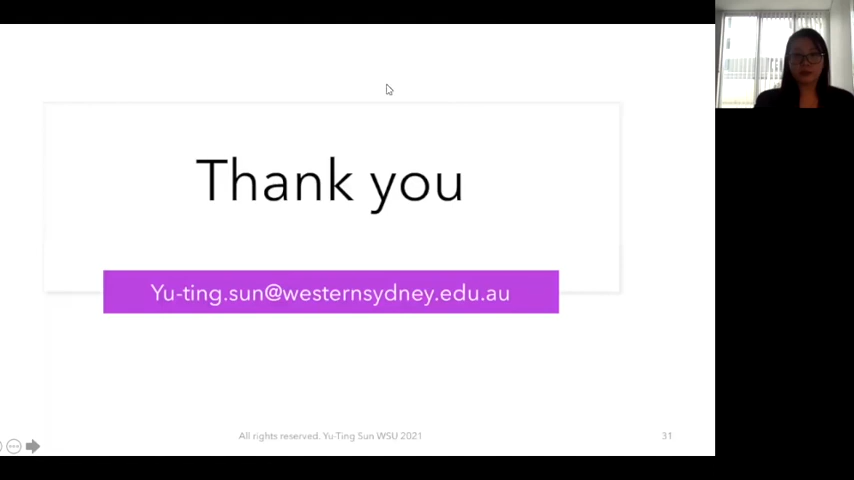 Thank you
Yu-ting.sun@westernsydney.edu.au
All rights reserved. Yu-Ting Sun WSU 2021
31